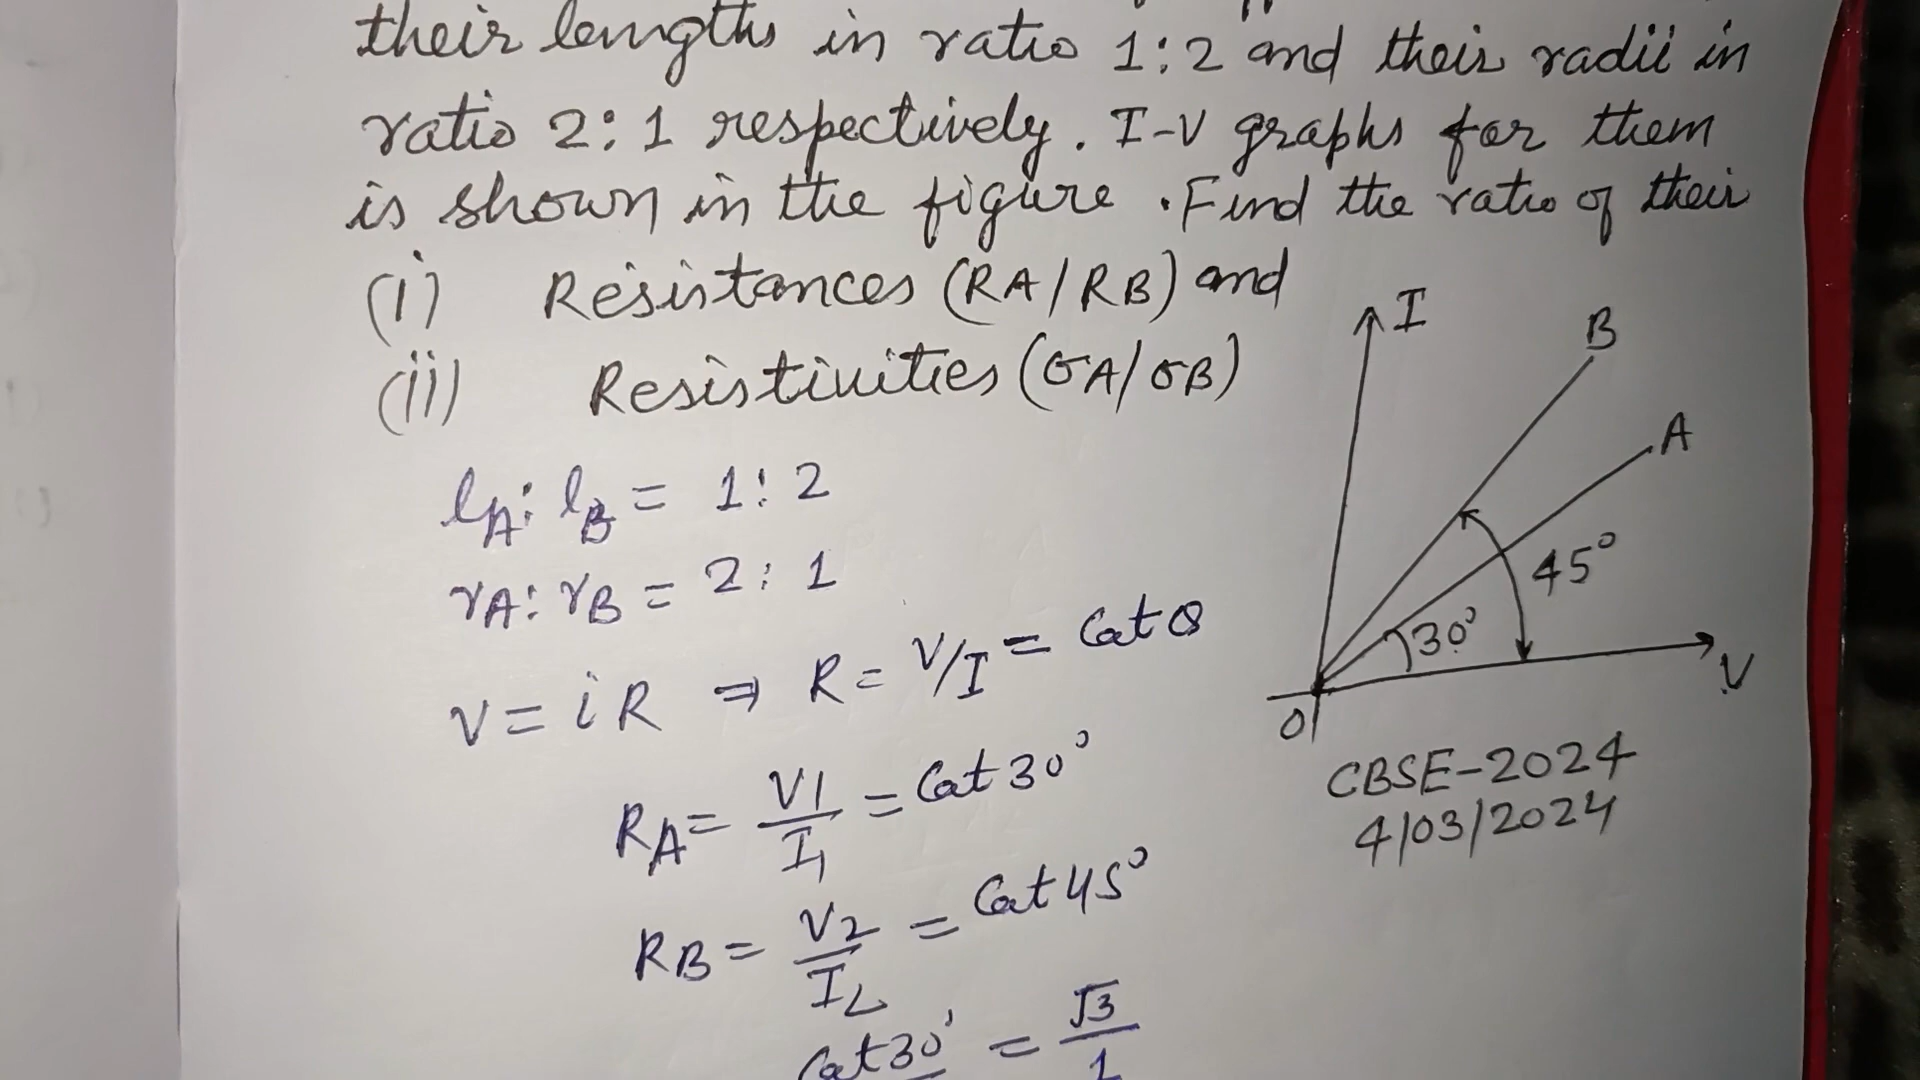 their lengths in ratio 1:2 and their radii in
ratio 2:1 respectively. I-V graphs for them
is shown in the figure. Find the ratio of their
(i) Resistances (RA/RB) and
(ii) Resistivities (σA/σB)
I
B
A
45°
30°
V
O
lA: lB = 1:2
rA: rB = 2:1
V = iR ⇒ R = V/I = Cot θ
RA = V1/I1 = Cot 30°
RB = V2/I2 = Cot 45°
Cot 30° = √3/1
CBSE-2024
4/03/2024